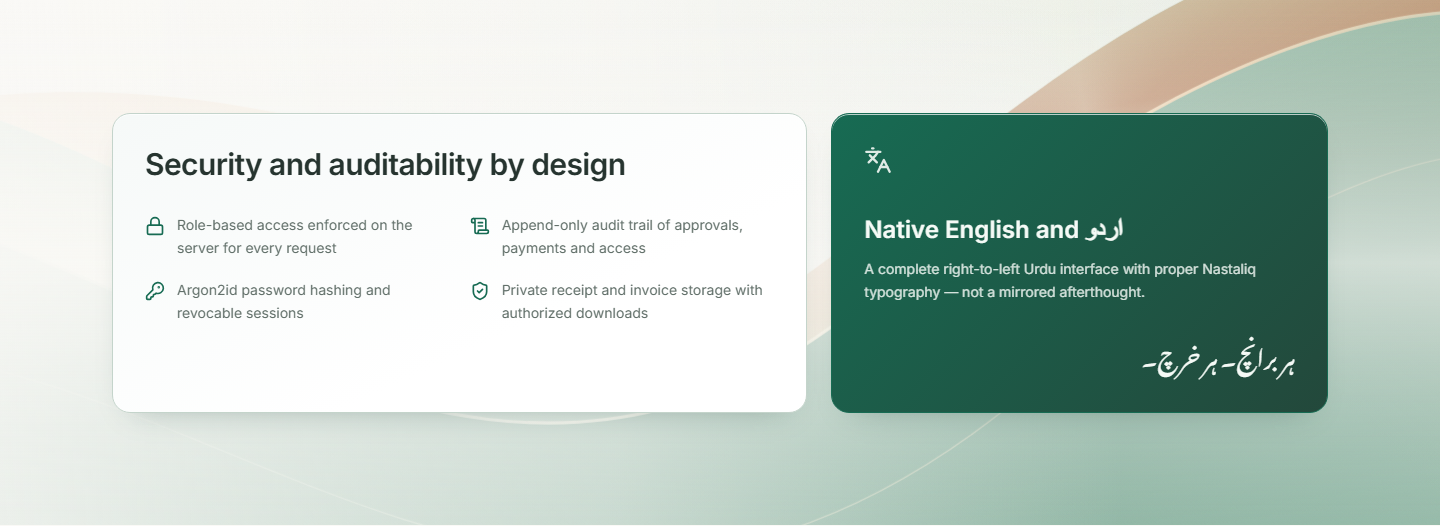 Security and auditability by design
Role-based access enforced on the
server for every request
Append-only audit trail of approvals,
payments and access
Argon2id password hashing and
revocable sessions
Private receipt and invoice storage with
authorized downloads
Native English and اردو
A complete right-to-left Urdu interface with proper Nastaliq
typography — not a mirrored afterthought.
ہر برانچ۔ ہر خرچ۔